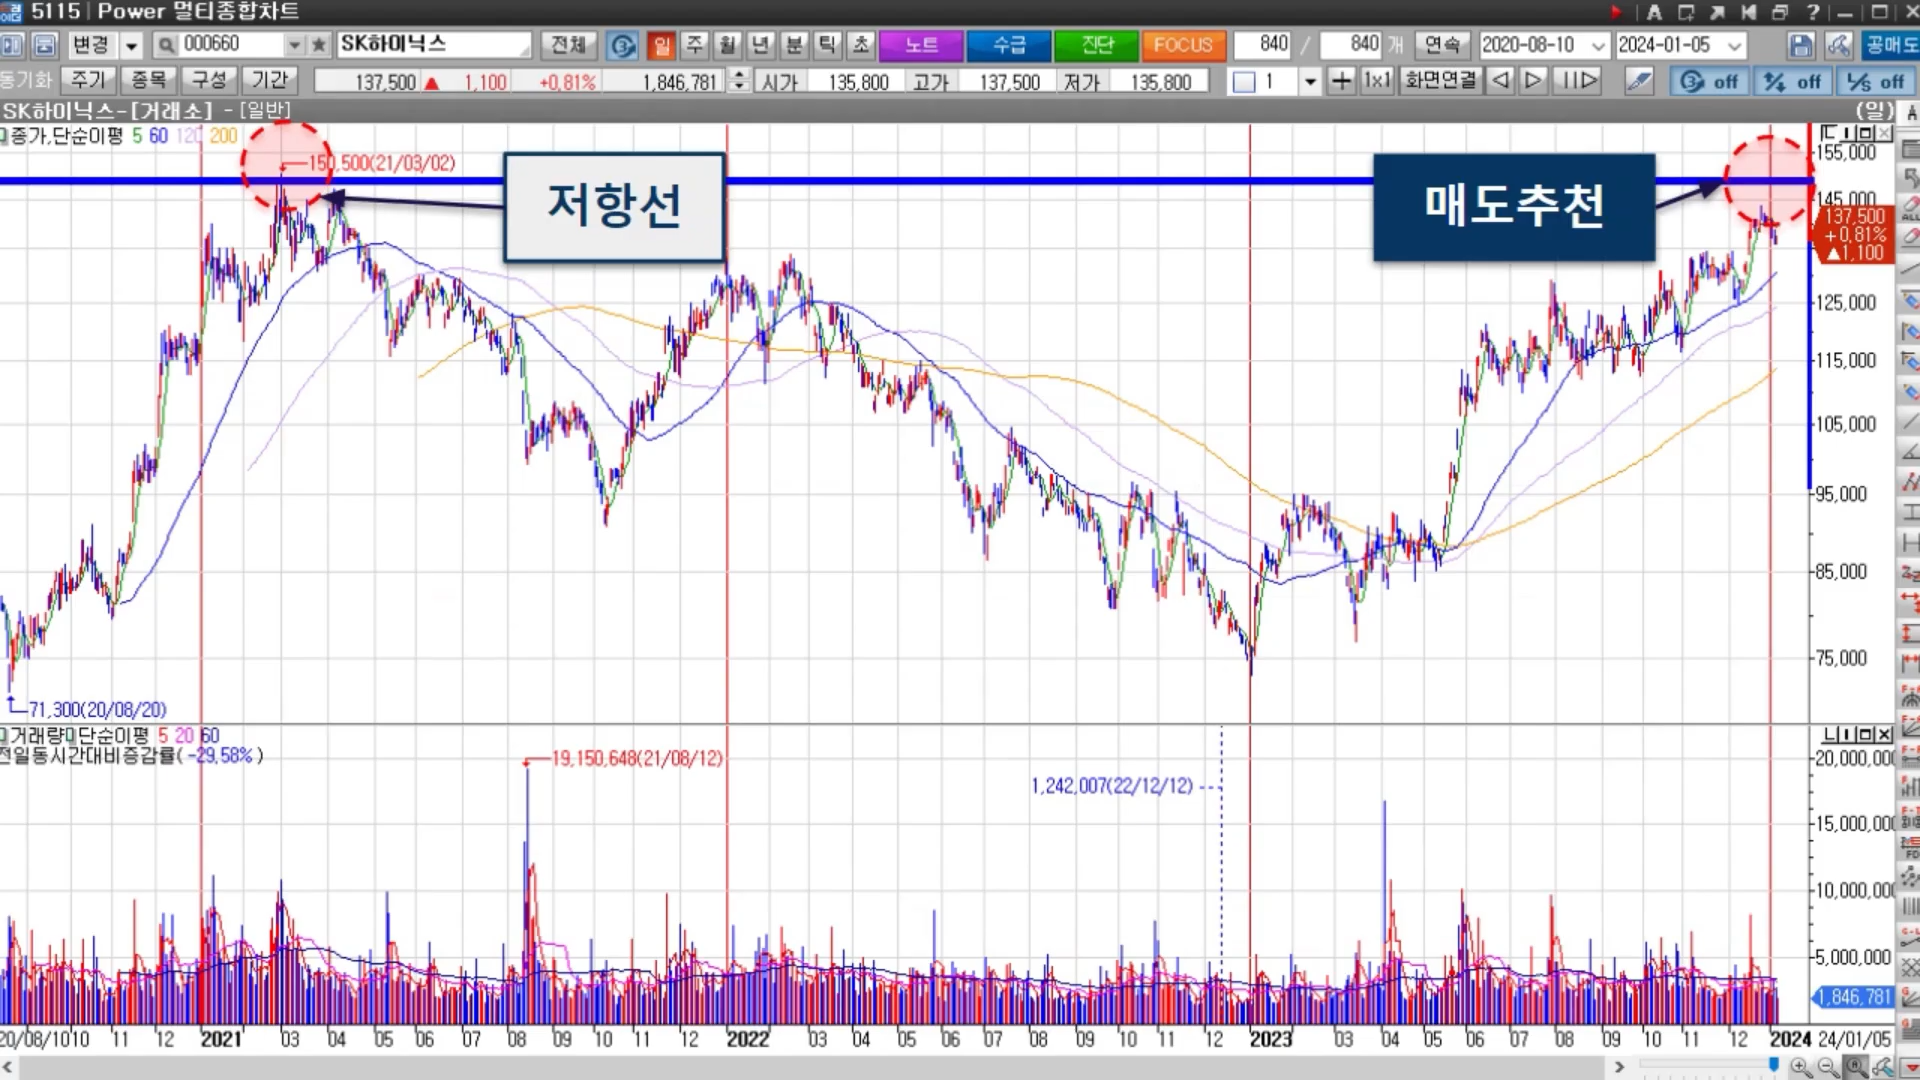 5115 Power 멀티종합차트
변경 000660 SK하이닉스 전체 일 주 월 년 분 틱 초 노트 수급 진단 FOCUS 840 / 840 개 연속 2020-08-10 2024-01-05 공매도
동기화 주기 종목 구성 기간 137,500 ▲ 1,100 +0,81% 1,846,781 시가 135,800 고가 137,500 저가 135,800 1 1x1 화면연결 off off off
SK하이닉스-[거래소] - [일반] (일)
종가,단순이평 5 60 120 200
150,500(21/03/02)
저항선
매도추천
155,000
145,000
137,500
+0,81%
▲1,100
125,000
115,000
105,000
95,000
85,000
75,000
71,300(20/08/20)
거래량 단순이평 5 20 60
전일동시간대비증감률( -29,58% )
19,150,648(21/08/12)
1,242,007(22/12/12)
20,000,000
15,000,000
10,000,000
5,000,000
1,846,781
20/08/10 10 11 12 2021 03 04 05 06 07 08 09 10 11 12 2022 03 04 05 06 07 08 09 10 11 12 2023 03 04 05 06 07 08 09 10 11 12 2024 24/01/05